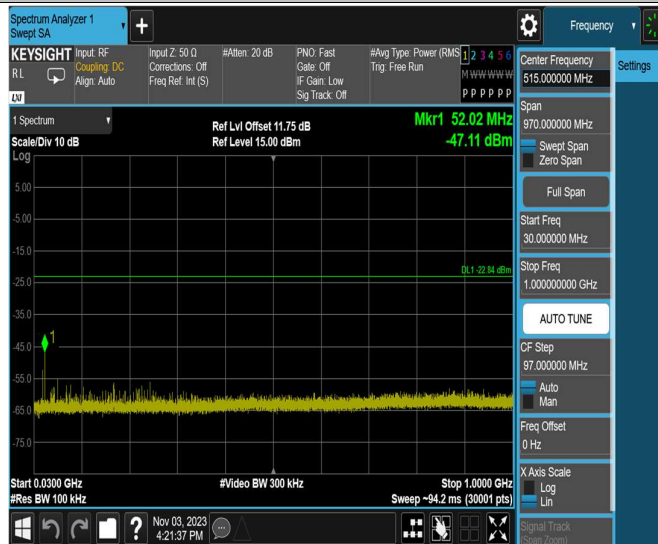 Spectrum Analyzer 1
Swept SA
Frequency
KEYSIGHT
RL
LXI
Input: RF
Coupling: DC
Align: Auto
Input Z: 50 Ω
Corrections: Off
Freq Ref: Int (S)
#Atten: 20 dB
PNO: Fast
Gate: Off
IF Gain: Low
Sig Track: Off
#Avg Type: Power (RMS
Trig: Free Run
1 2 3 4 5 6
M W W W W W
P P P P P P
1 Spectrum
Scale/Div 10 dB
Log
Ref Lvl Offset 11.75 dB
Ref Level 15.00 dBm
Mkr1 52.02 MHz
-47.11 dBm
5.00
-5.00
-15.0
-25.0
-35.0
-45.0
-55.0
-65.0
-75.0
DL1 -22.84 dBm
1
Start 0.0300 GHz
#Res BW 100 kHz
#Video BW 300 kHz
Stop 1.0000 GHz
Sweep ~94.2 ms (30001 pts)
Nov 03, 2023
4:21:37 PM
Center Frequency
515.000000 MHz
Settings
Span
970.000000 MHz
Swept Span
Zero Span
Full Span
Start Freq
30.000000 MHz
Stop Freq
1.000000000 GHz
AUTO TUNE
CF Step
97.000000 MHz
Auto
Man
Freq Offset
0 Hz
X Axis Scale
Log
Lin
Signal Track
(Span Zoom)